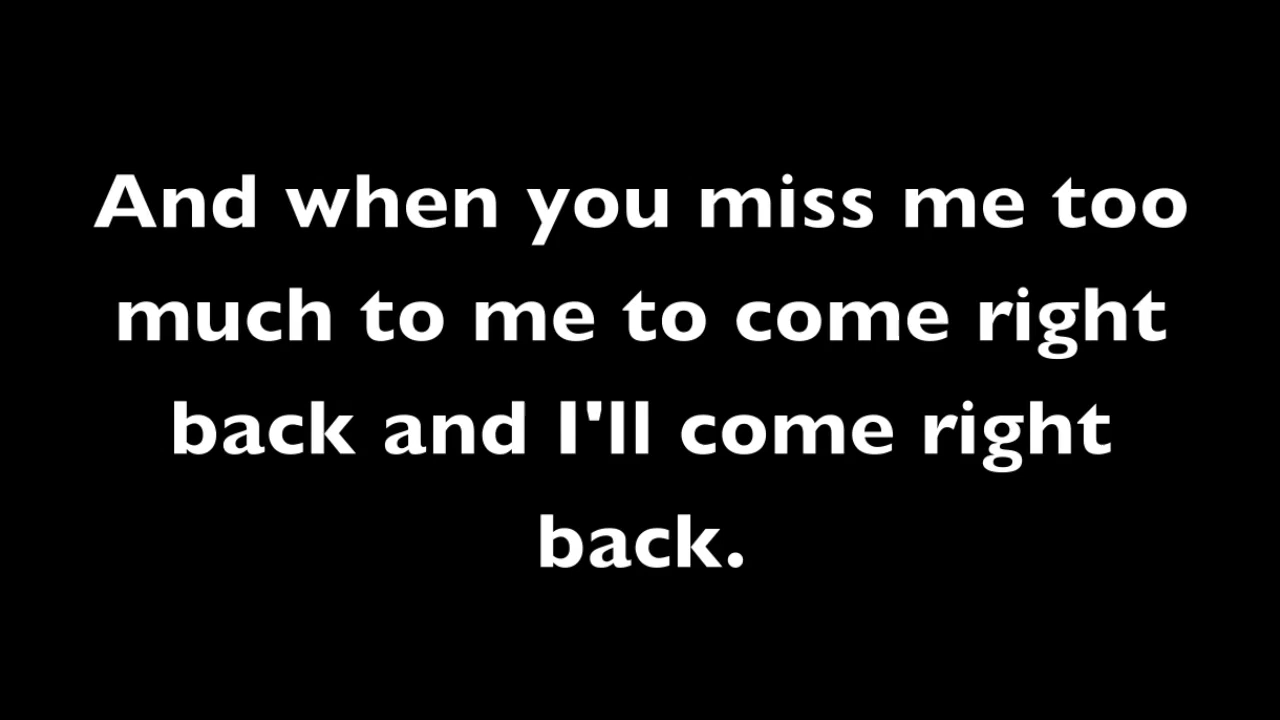 And when you miss me too
much to me to come right
back and I'll come right
back.